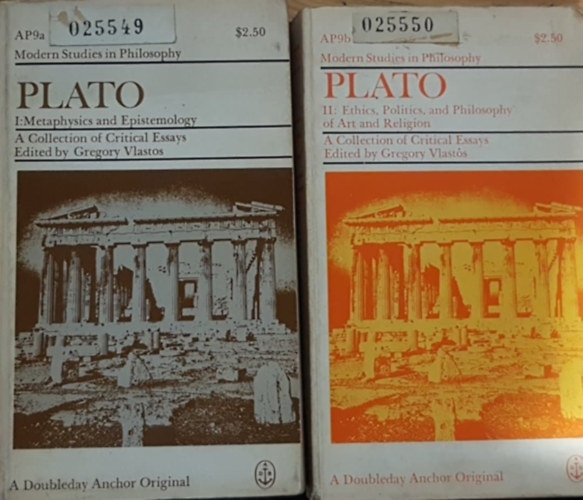 AP9a
025549
$2.50
Modern Studies in Philosophy
PLATO
I:Metaphysics and Epistemology
A Collection of Critical Essays
Edited by Gregory Vlastos
A Doubleday Anchor Original
AP9b
025550
$2.50
Modern Studies in Philosophy
PLATO
II: Ethics, Politics, and Philosophy
of Art and Religion
A Collection of Critical Essays
Edited by Gregory Vlastos
A Doubleday Anchor Original